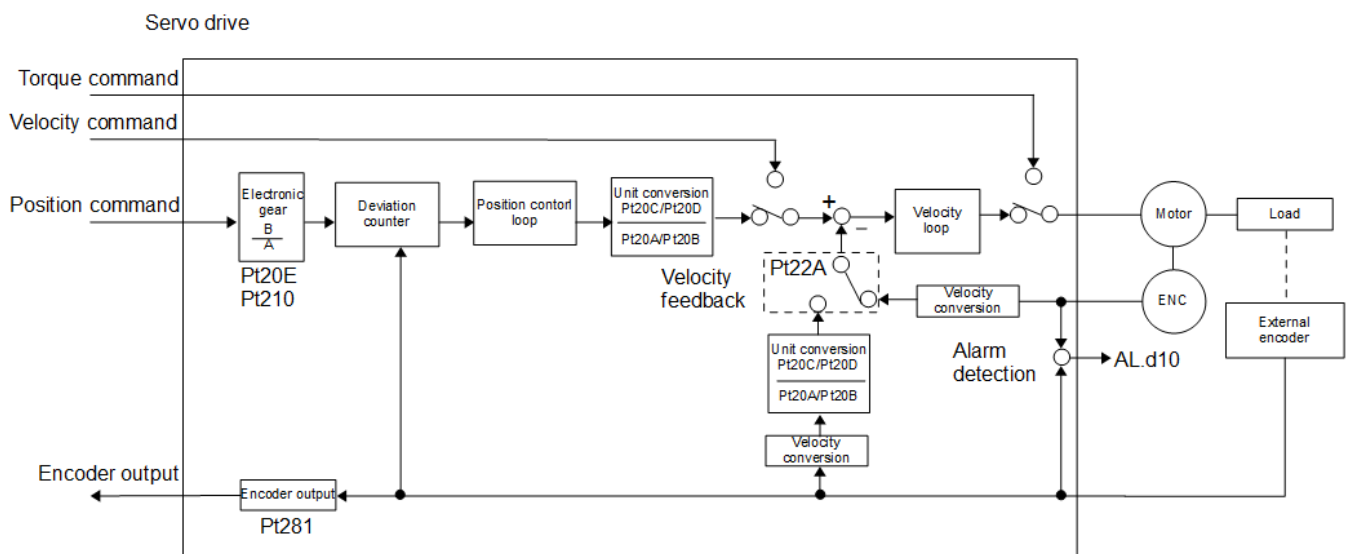 Servo drive
Torque command
Velocity command
Position command
Electronic
gear
B
A
Pt20E
Pt210
Deviation
counter
Position contorl
loop
Unit conversion
Pt20C/Pt20D
Pt20A/Pt20B
+
−
Velocity
loop
Motor
Load
Velocity
feedback
Pt22A
Velocity
conversion
ENC
External
encoder
Unit conversion
Pt20C/Pt20D
Pt20A/Pt20B
Alarm
detection
AL.d10
Velocity
conversion
Encoder output
Encoder output
Pt281